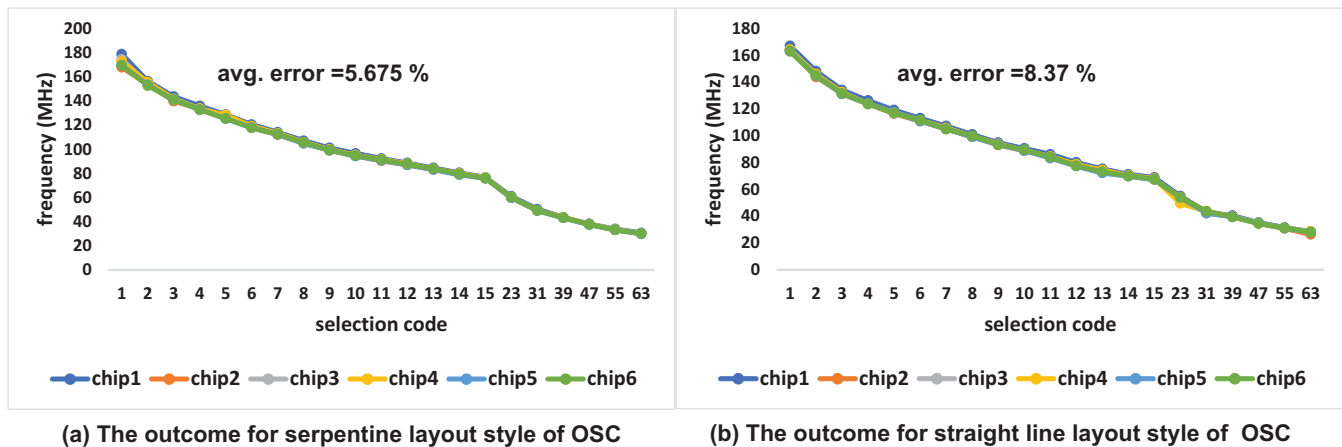 200
180
160
140
120
100
80
60
40
20
0
frequency (MHz)
avg. error =5.675 %
1 2 3 4 5 6 7 8 9 10 11 12 13 14 15 23 31 39 47 55 63
selection code
chip1 chip2 chip3 chip4 chip5 chip6
(a) The outcome for serpentine layout style of OSC
180
160
140
120
100
80
60
40
20
0
frequency (MHz)
avg. error =8.37 %
1 2 3 4 5 6 7 8 9 10 11 12 13 14 15 23 31 39 47 55 63
selection code
chip1 chip2 chip3 chip4 chip5 chip6
(b) The outcome for straight line layout style of OSC